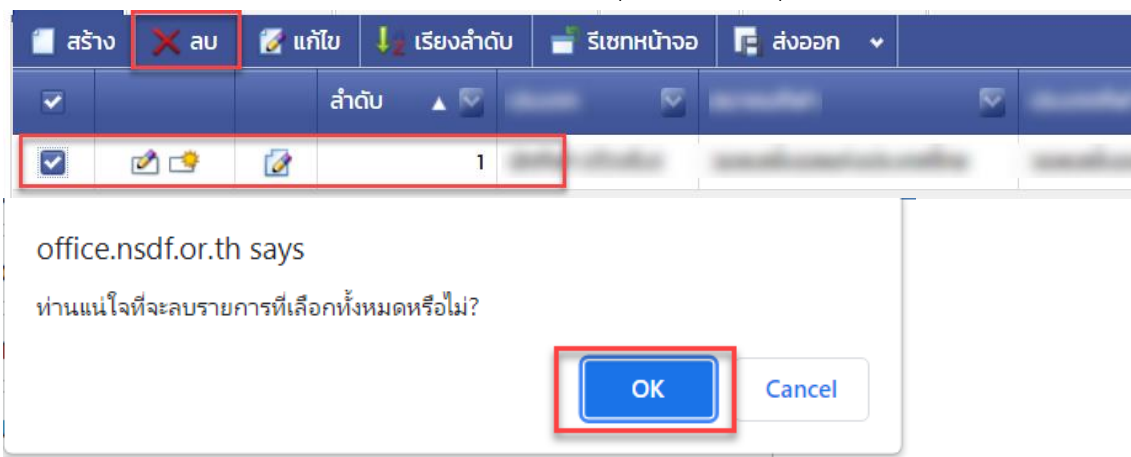 สร้าง ลบ แก้ไข เรียงลำดับ รีเซทหน้าจอ ส่งออก
ลำดับ
1
office.nsdf.or.th says
ท่านแน่ใจที่จะลบรายการที่เลือกทั้งหมดหรือไม่?
OK Cancel